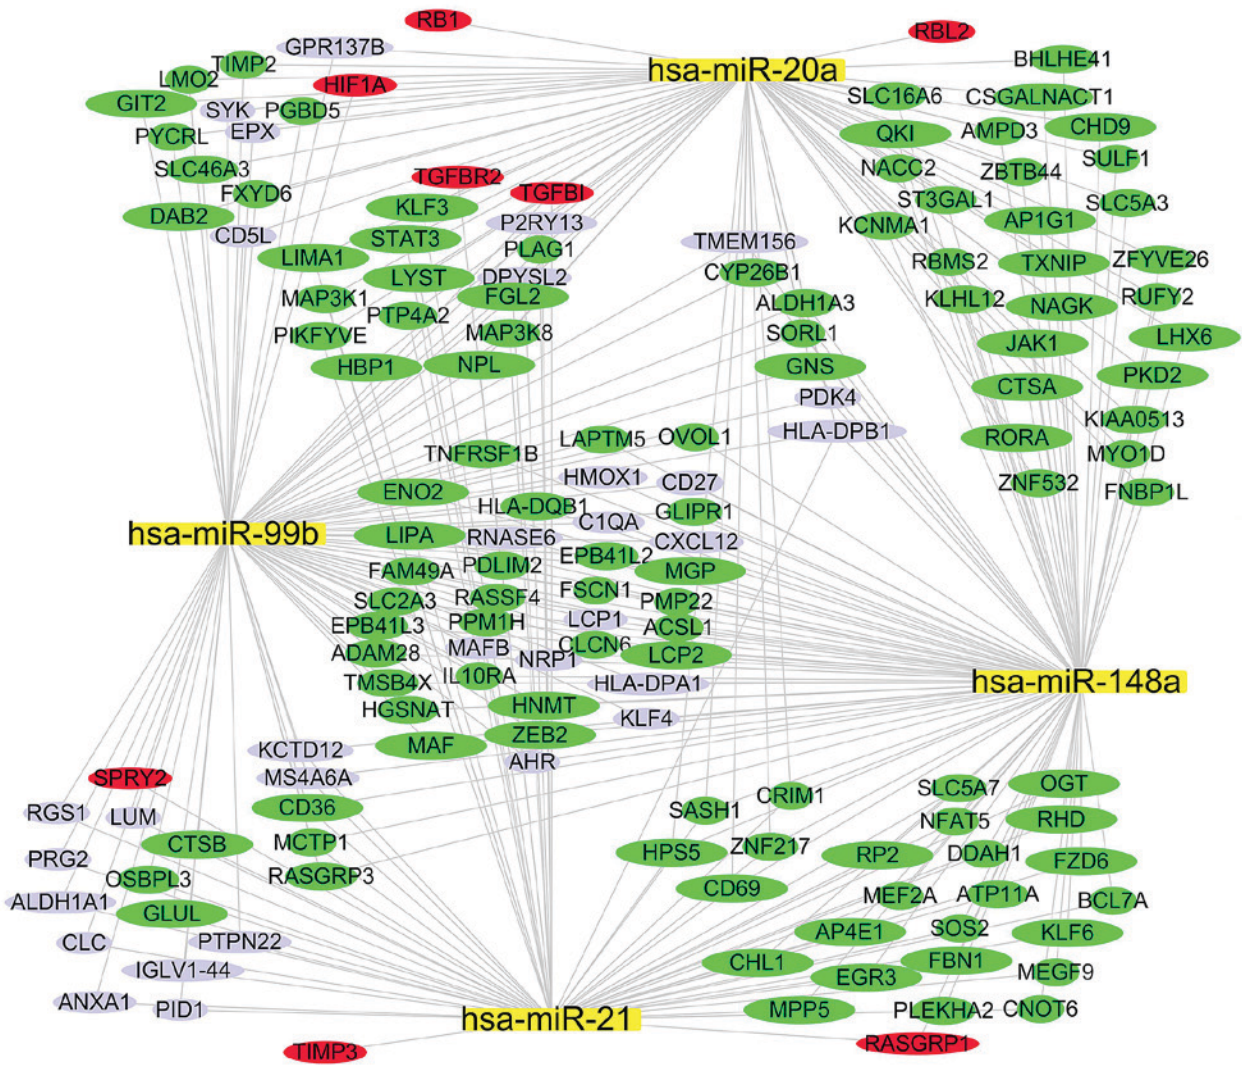 RB1
RBL2
GPR137B
TIMP2
BHLHE41
hsa-miR-20a
LMO2
HIF1A
SLC16A6
CSGALNACT1
GIT2
SYK
PGBD5
EPX
PYCRL
QKI
AMPD3
CHD9
SULF1
SLC46A3
NACC2
ZBTB44
TGFBR2
FXYD6
TGFBI
ST3GAL1
SLC5A3
KLF3
DAB2
P2RY13
KCNMA1
AP1G1
CD5L
STAT3
PLAG1
TMEM156
LIMA1
RBMS2
TXNIP
ZFYVE26
LYST
DPYSL2
CYP26B1
MAP3K1
FGL2
ALDH1A3
KLHL12
NAGK
RUFY2
PTP4A2
PIKFYVE
MAP3K8
SORL1
JAK1
LHX6
HBP1
NPL
GNS
CTSA
PKD2
PDK4
KIAA0513
HLA-DPB1
LAPTM5
OVOL1
RORA
TNFRSF1B
MYO1D
HMOX1
CD27
ZNF532
FNBP1L
ENO2
HLA-DQB1
GLIPR1
C1QA
hsa-miR-99b
LIPA
RNASE6
CXCL12
EPB41L2
FAM49A
PDLIM2
MGP
FSCN1
SLC2A3
RASSF4
PMP22
EPB41L3
PPM1H
LCP1
ACSL1
MAFB
CLCN6
ADAM28
NRP1
LCP2
TMSB4X
IL10RA
HLA-DPA1
hsa-miR-148a
HGSNAT
HNMT
KLF4
ZEB2
MAF
KCTD12
AHR
SPRY2
MS4A6A
OGT
SLC5A7
CRIM1
RGS1
LUM
CD36
SASH1
NFAT5
RHD
CTSB
MCTP1
ZNF217
PRG2
HPS5
RP2
DDAH1
FZD6
OSBPL3
RASGRP3
CD69
MEF2A
ATP11A
BCL7A
ALDH1A1
GLUL
AP4E1
SOS2
KLF6
CLC
PTPN22
CHL1
FBN1
IGLV1-44
EGR3
MEGF9
ANXA1
PID1
MPP5
PLEKHA2
CNOT6
hsa-miR-21
TIMP3
RASGRP1